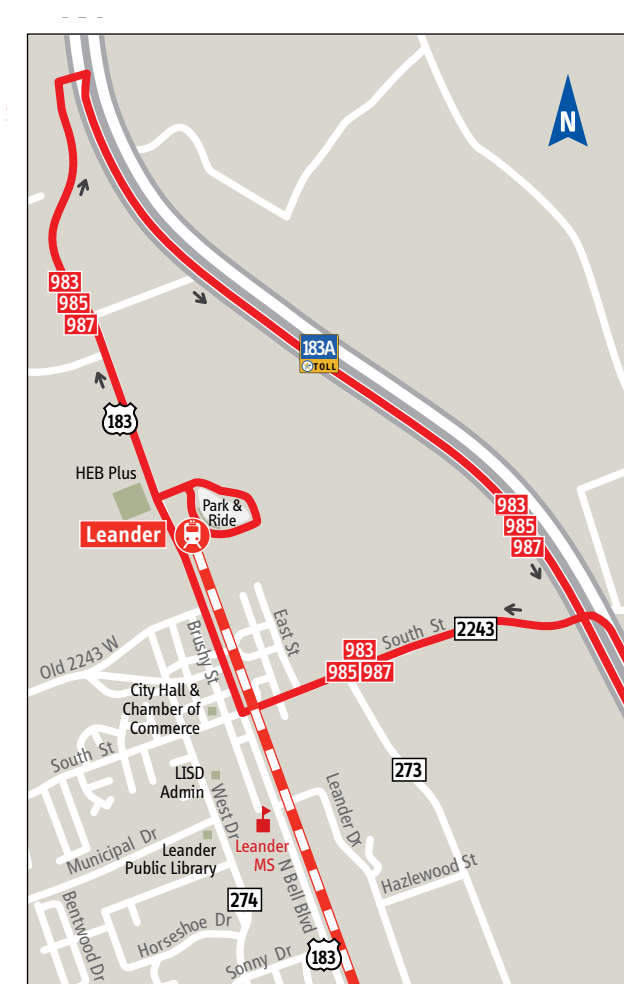 N
983
985
987
183A
TOLL
183
HEB Plus
Park &
Ride
Leander
983
985
987
East St
South St
2243
Brushy St
Old 2243 W
983
985
987
City Hall &
Chamber of
Commerce
South St
LISD
Admin
273
West Dr
Leander Dr
Leander
MS
Municipal Dr
Leander
Public Library
Hazlewood St
N Bell Blvd
274
Bentwood Dr
Horseshoe Dr
Sonny Dr
183